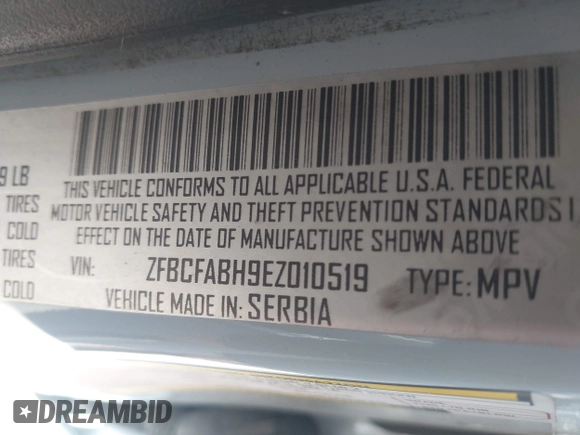 9 LB
THIS VEHICLE CONFORMS TO ALL APPLICABLE U.S.A. FEDERAL
TIRES
MOTOR VEHICLE SAFETY AND THEFT PREVENTION STANDARDS I
COLD
EFFECT ON THE DATE OF MANUFACTURE SHOWN ABOVE
TIRES
VIN: ZFBCFABH9EZ010519 TYPE: MPV
COLD
VEHICLE MADE IN: SERBIA
DREAMBID